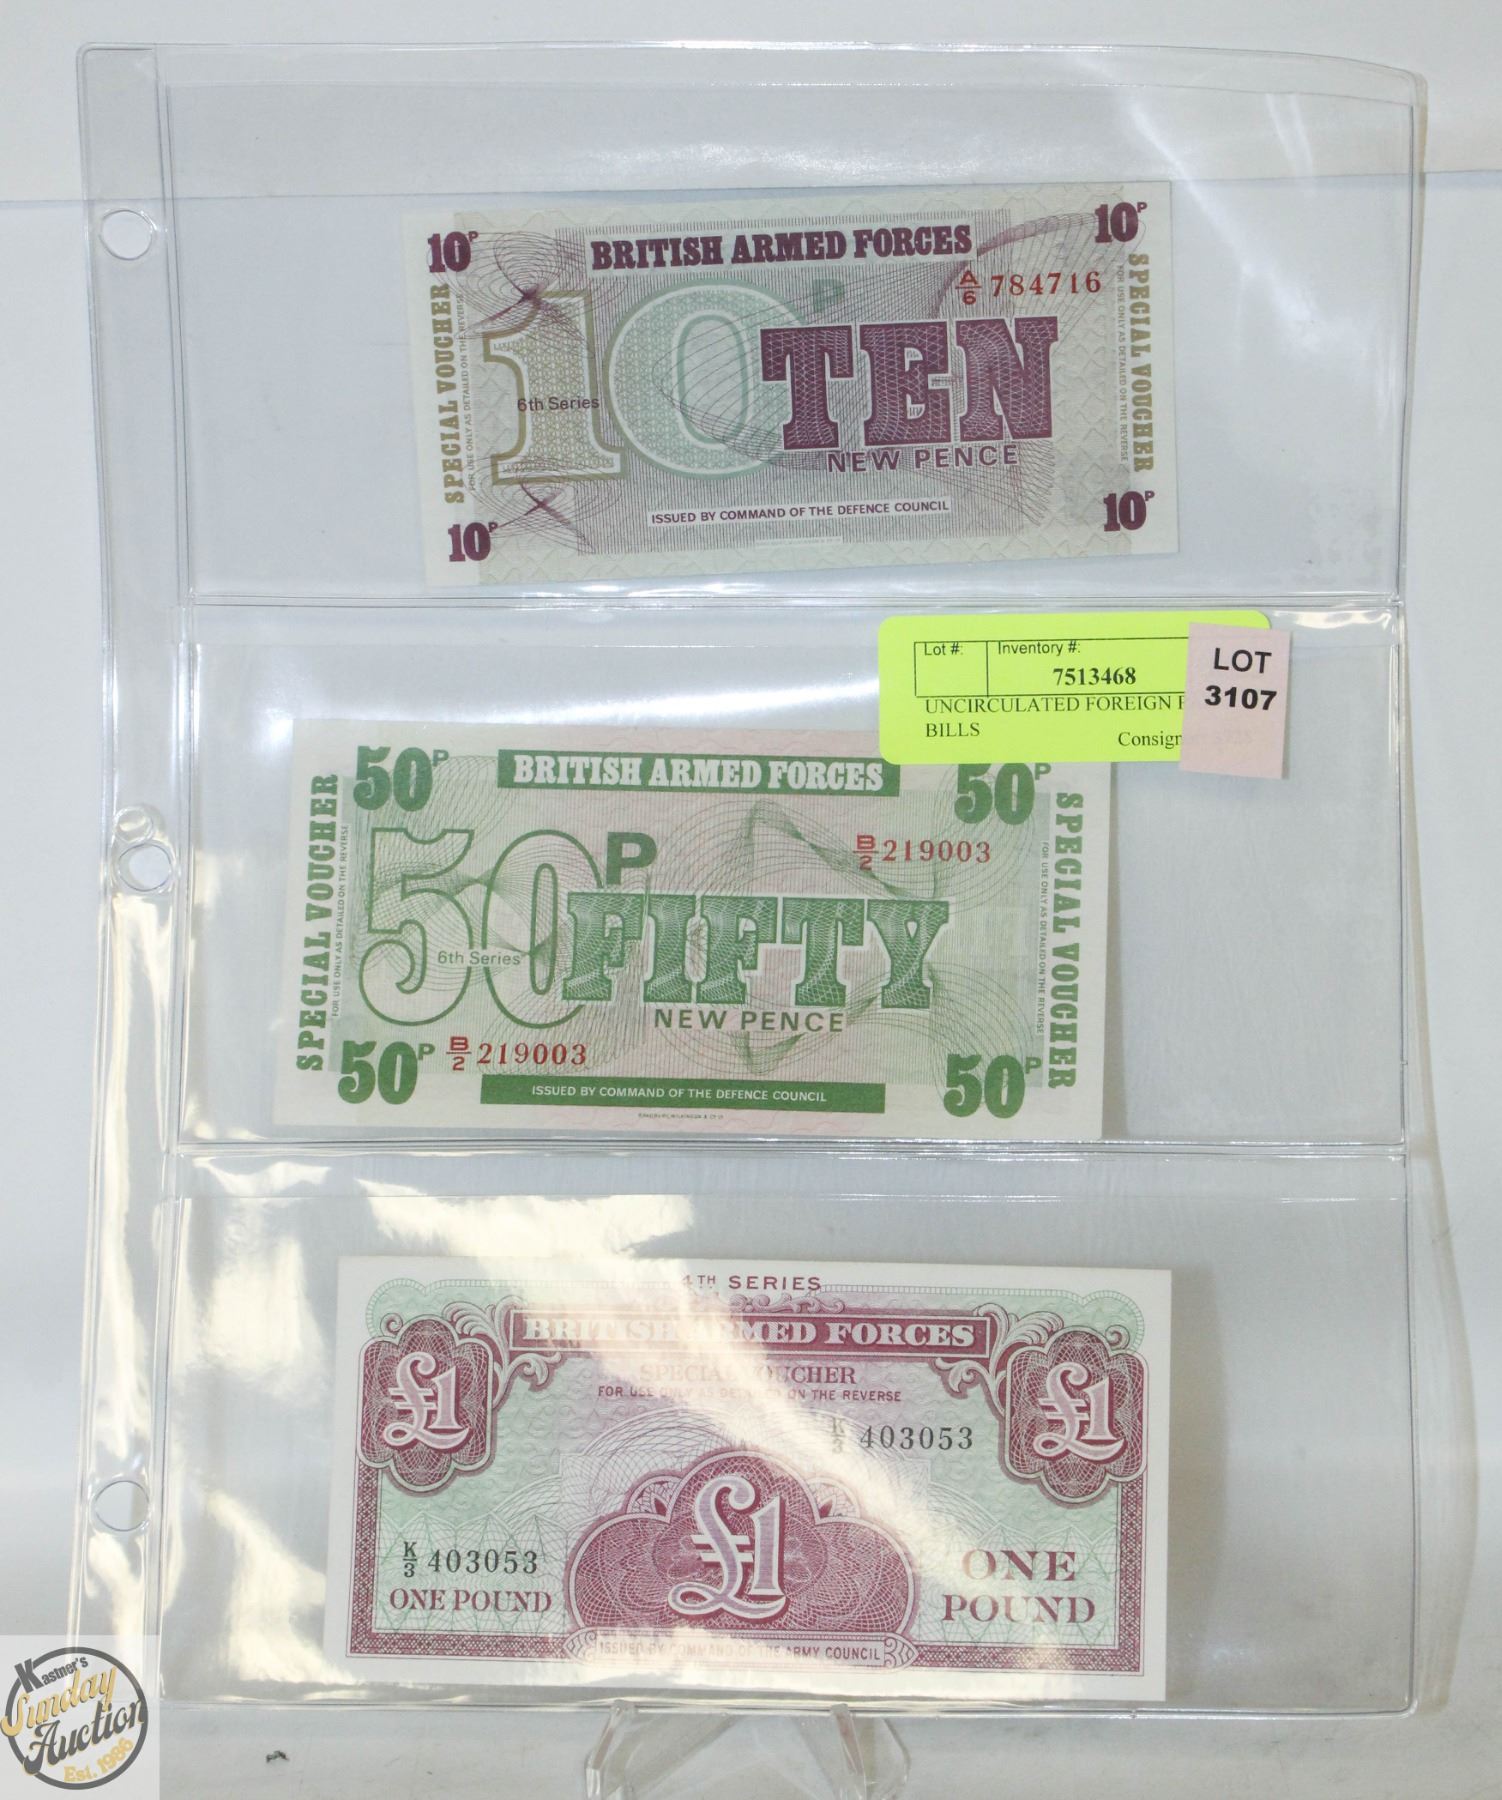 10P
BRITISH ARMED FORCES
10P
A/6 784716
SPECIAL VOUCHER
FOR USE ONLY AS DETAILED ON THE REVERSE
10P
TEN
6th Series
NEW PENCE
FOR USE ONLY AS DETAILED ON THE REVERSE
SPECIAL VOUCHER
ISSUED BY COMMAND OF THE DEFENCE COUNCIL
10P
10P
Lot #:
Inventory #:
7513468
UNCIRCULATED FOREIGN
BILLS
LOT
3107
50P
BRITISH ARMED FORCES
50P
B/2 219003
SPECIAL VOUCHER
FOR USE ONLY AS DETAILED ON THE REVERSE
50P
FIFTY
6th Series
NEW PENCE
FOR USE ONLY AS DETAILED ON THE REVERSE
SPECIAL VOUCHER
50P
B/2 219003
50P
ISSUED BY COMMAND OF THE DEFENCE COUNCIL
4TH SERIES
BRITISH ARMED FORCES
SPECIAL VOUCHER
FOR USE ONLY AS DETAILED ON THE REVERSE
£1
£1
K/3 403053
£1
K/3 403053
ONE POUND
ONE
POUND
ISSUED BY COMMAND OF THE ARMY COUNCIL
Kastner's
Sunday
Auction
Est. 1986